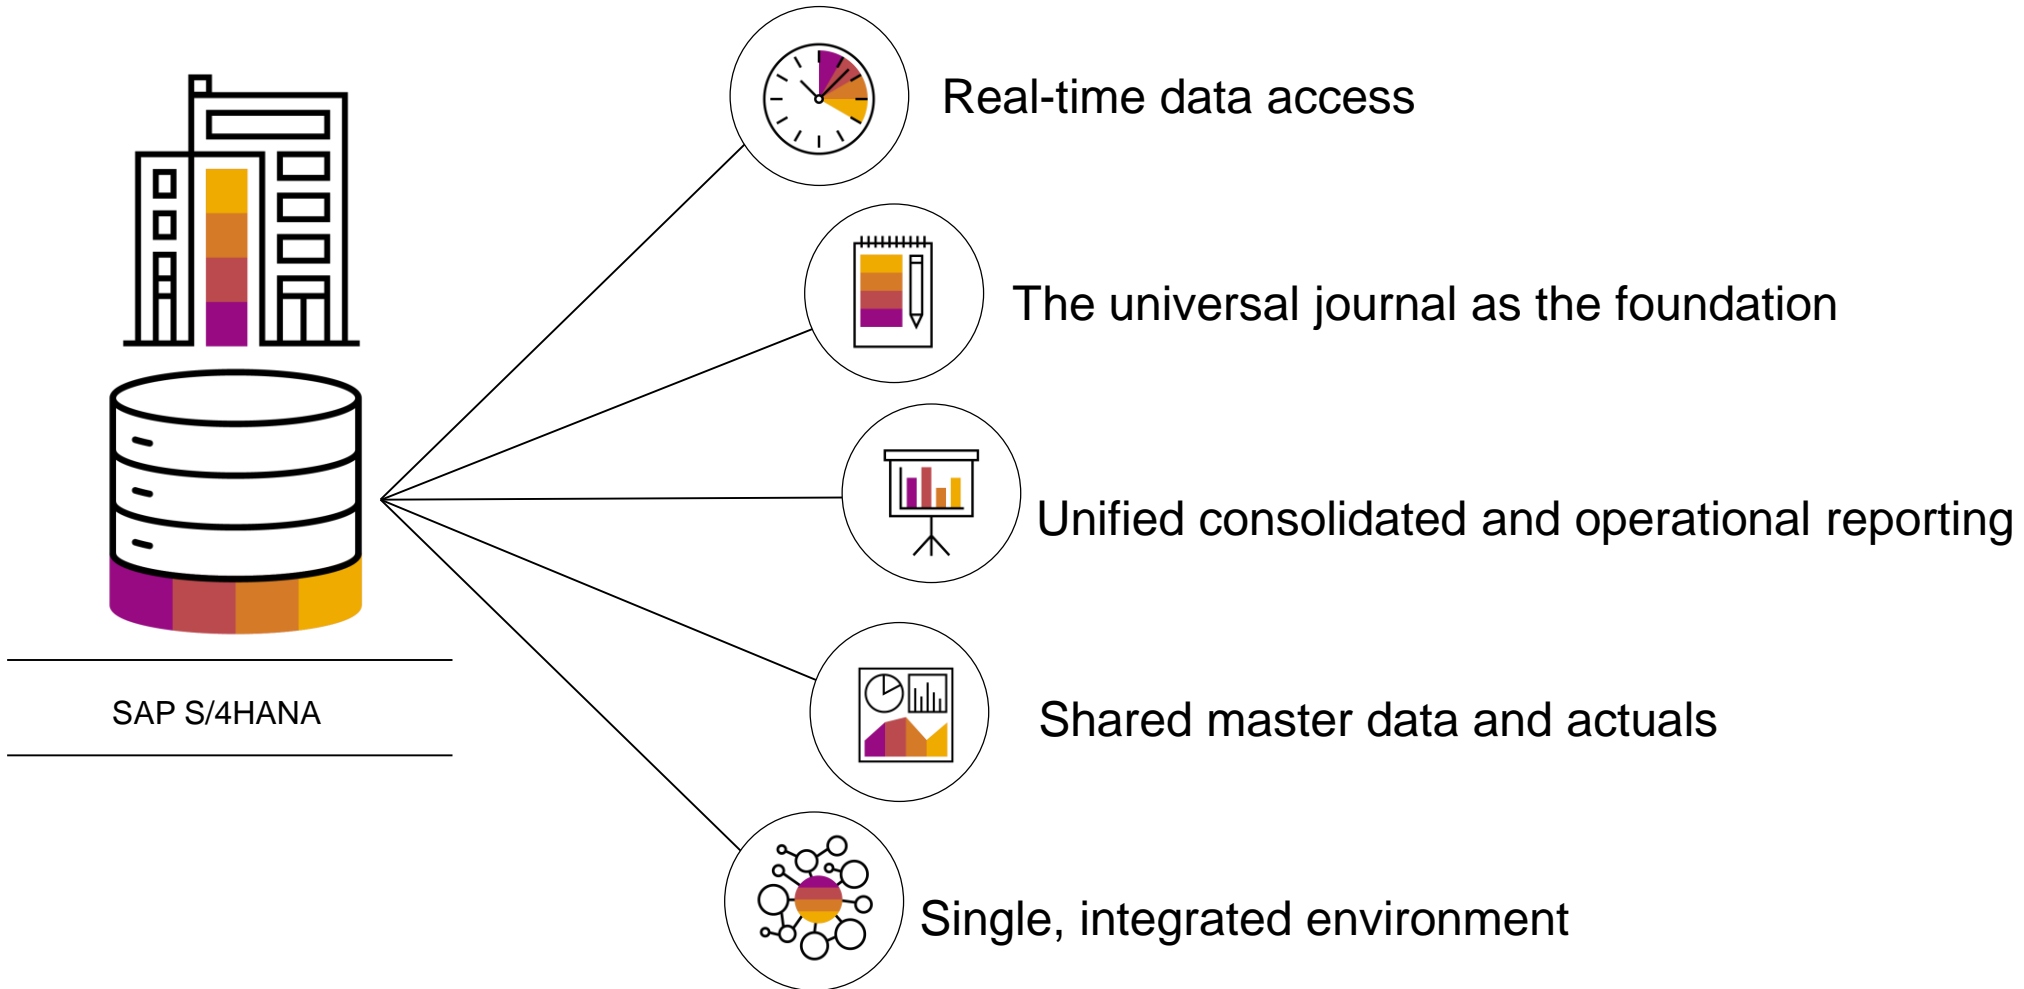 Real-time data access
The universal journal as the foundation
Unified consolidated and operational reporting
SAP S/4HANA
Shared master data and actuals
Single, integrated environment